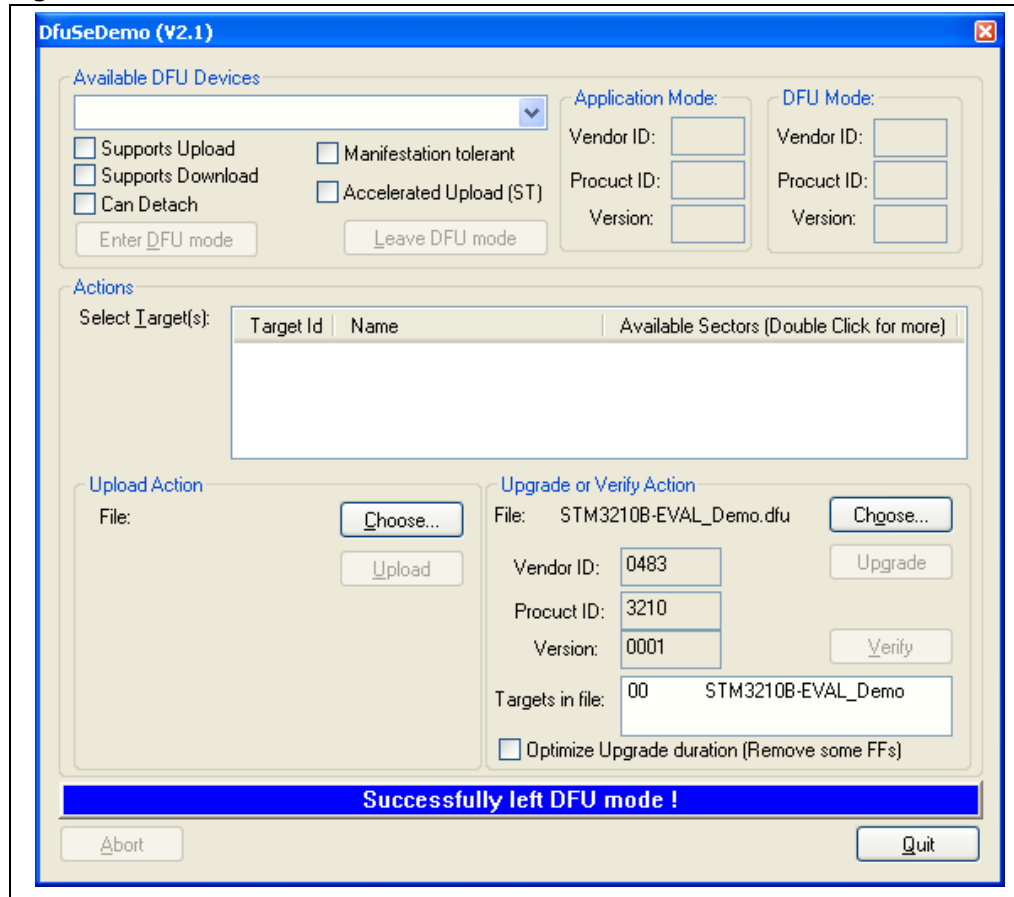 DfuSeDemo (V2.1)
Available DFU Devices
Supports Upload
Supports Download
Can Detach
Manifestation tolerant
Accelerated Upload (ST)
Enter DFU mode
Leave DFU mode
Application Mode:
Vendor ID:
Procuct ID:
Version:
DFU Mode:
Vendor ID:
Procuct ID:
Version:
Actions
Select Target(s):
Target Id Name Available Sectors (Double Click for more)
Upload Action
File: Choose...
Upload
Upgrade or Verify Action
File: STM3210B-EVAL_Demo.dfu Choose...
Vendor ID: 0483 Upgrade
Procuct ID: 3210
Version: 0001 Verify
Targets in file: 00 STM3210B-EVAL_Demo
Optimize Upgrade duration (Remove some FFs)
Successfully left DFU mode !
Abort Quit